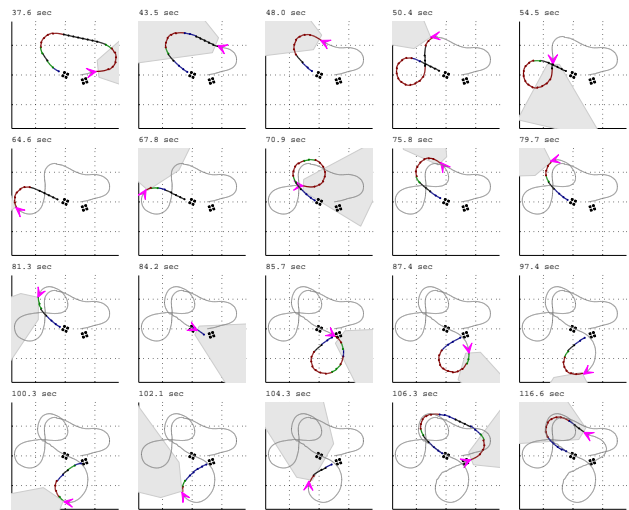 37.6 sec
43.5 sec
48.0 sec
50.4 sec
54.5 sec
64.6 sec
67.8 sec
70.9 sec
75.8 sec
79.7 sec
81.3 sec
84.2 sec
85.7 sec
87.4 sec
97.4 sec
100.3 sec
102.1 sec
104.3 sec
106.3 sec
116.6 sec